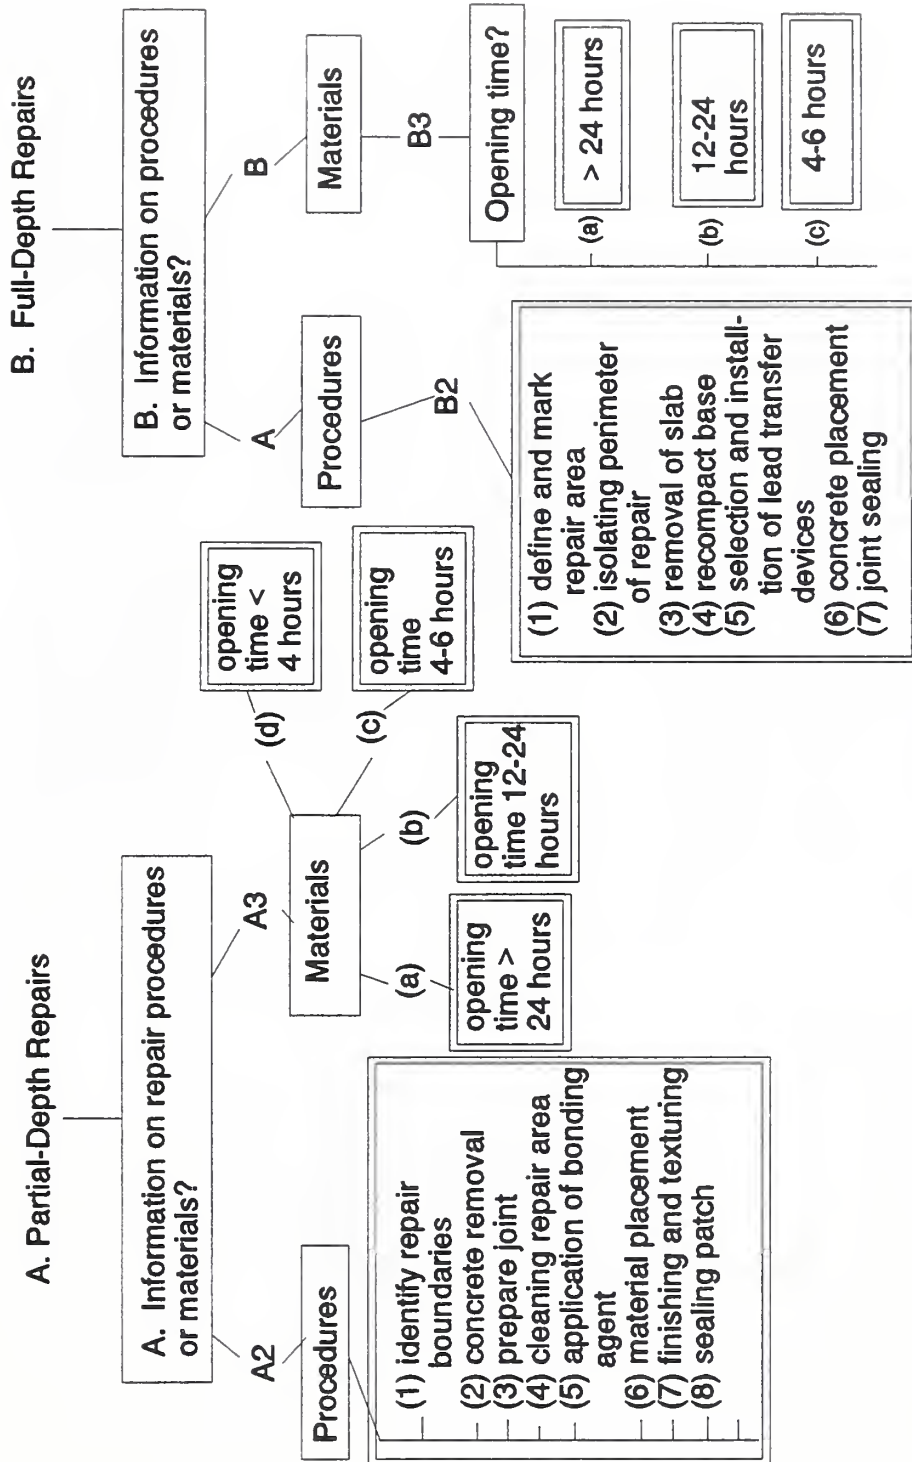 A. Partial-Depth Repairs
A. Information on repair procedures
or materials?
A2
Procedures
(1) identify repair
boundaries
(2) concrete removal
(3) prepare joint
(4) cleaning repair area
(5) application of bonding
agent
(6) material placement
(7) finishing and texturing
(8) sealing patch
A3
Materials
(a)
opening
time >
24 hours
(b)
opening
time 12-24
hours
(c)
opening
time
4-6 hours
(d)
opening
time <
4 hours
B. Full-Depth Repairs
B. Information on procedures
or materials?
A
Procedures
B2
(1) define and mark
repair area
(2) isolating perimeter
of repair
(3) removal of slab
(4) recompact base
(5) selection and install-
tion of lead transfer
devices
(6) concrete placement
(7) joint sealing
B
Materials
B3
Opening time?
(a)
> 24 hours
(b)
12-24
hours
(c)
4-6 hours